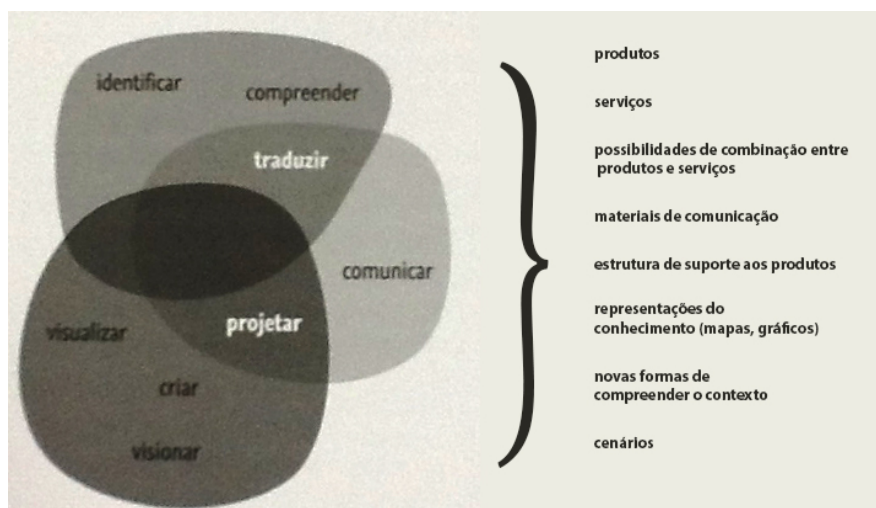 identificar
compreender
traduzir
comunicar
projetar
visualizar
criar
visionar
produtos
serviços
possibilidades de combinação entre
produtos e serviços
materiais de comunicação
estrutura de suporte aos produtos
representações do
conhecimento (mapas, gráficos)
novas formas de
compreender o contexto
cenários